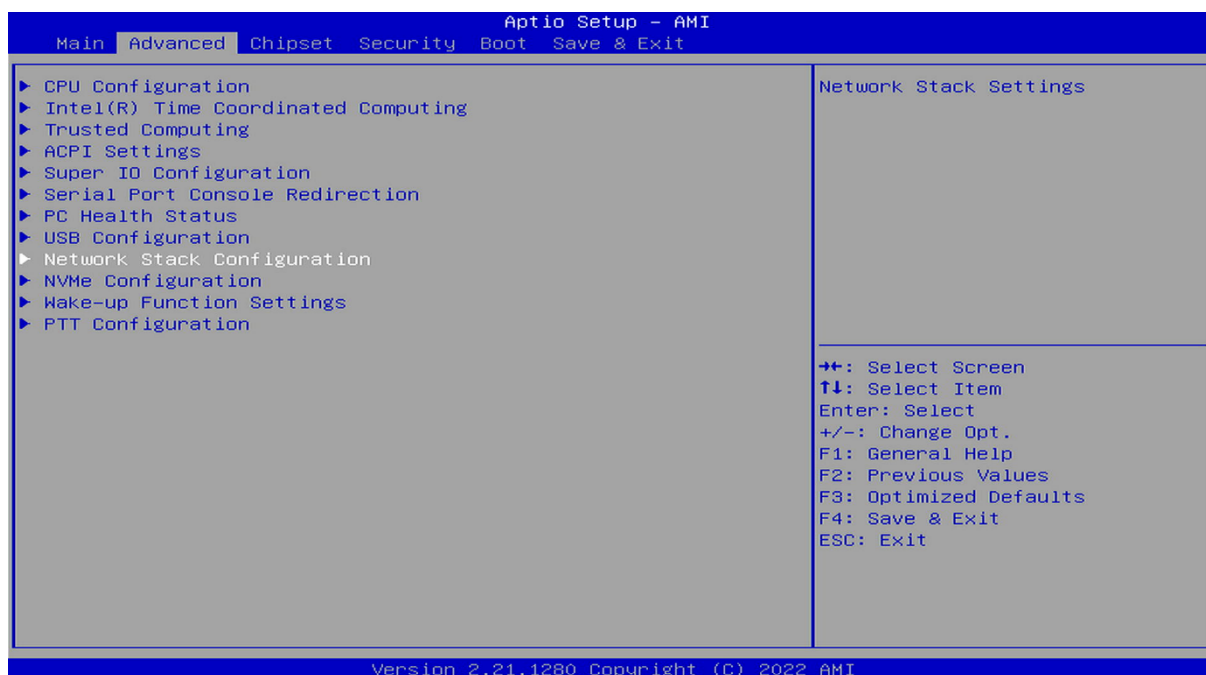 Aptio Setup – AMI
Main Advanced Chipset Security Boot Save & Exit
▶ CPU Configuration
▶ Intel(R) Time Coordinated Computing
▶ Trusted Computing
▶ ACPI Settings
▶ Super IO Configuration
▶ Serial Port Console Redirection
▶ PC Health Status
▶ USB Configuration
▶ Network Stack Configuration
▶ NVMe Configuration
▶ Wake-up Function Settings
▶ PTT Configuration
Network Stack Settings
→←: Select Screen
↑↓: Select Item
Enter: Select
+/-: Change Opt.
F1: General Help
F2: Previous Values
F3: Optimized Defaults
F4: Save & Exit
ESC: Exit
Version 2.21.1280 Copyright (C) 2022 AMI